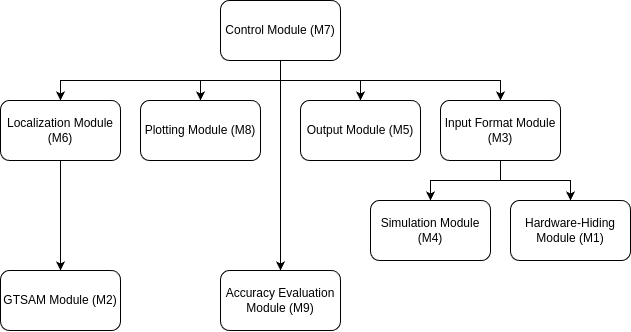 Control Module (M7)
Localization Module
(M6)
Plotting Module (M8)
Output Module (M5)
Input Format Module
(M3)
Simulation Module
(M4)
Hardware-Hiding
Module (M1)
GTSAM Module (M2)
Accuracy Evaluation
Module (M9)